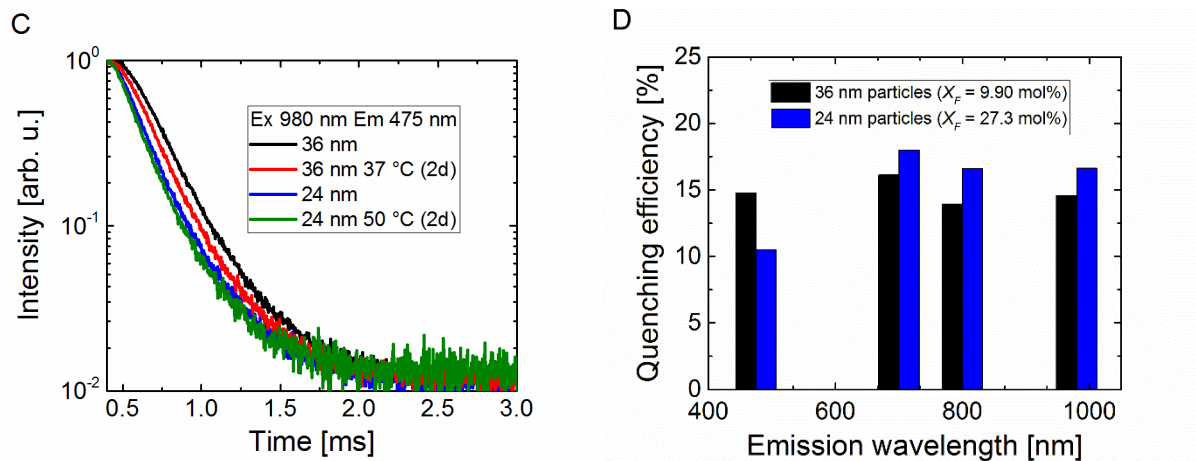 C
Intensity [arb. u.]
10^0
10^-1
10^-2
Ex 980 nm Em 475 nm
36 nm
36 nm 37 °C (2d)
24 nm
24 nm 50 °C (2d)
0.5 1.0 1.5 2.0 2.5 3.0
Time [ms]
D
Quenching efficiency [%]
25
20
15
10
5
0
36 nm particles (X_F = 9.90 mol%)
24 nm particles (X_F = 27.3 mol%)
400 600 800 1000
Emission wavelength [nm]